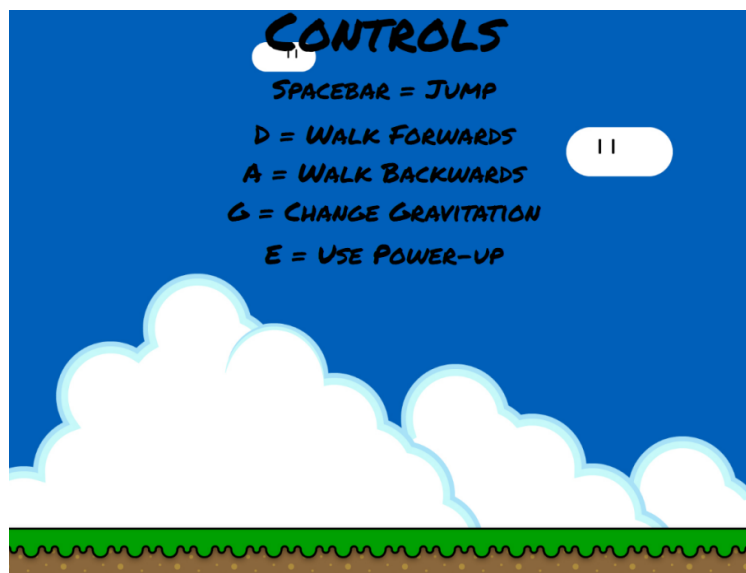 Controls
Spacebar = Jump
D = Walk Forwards
A = Walk Backwards
G = Change Gravitation
E = Use Power-up